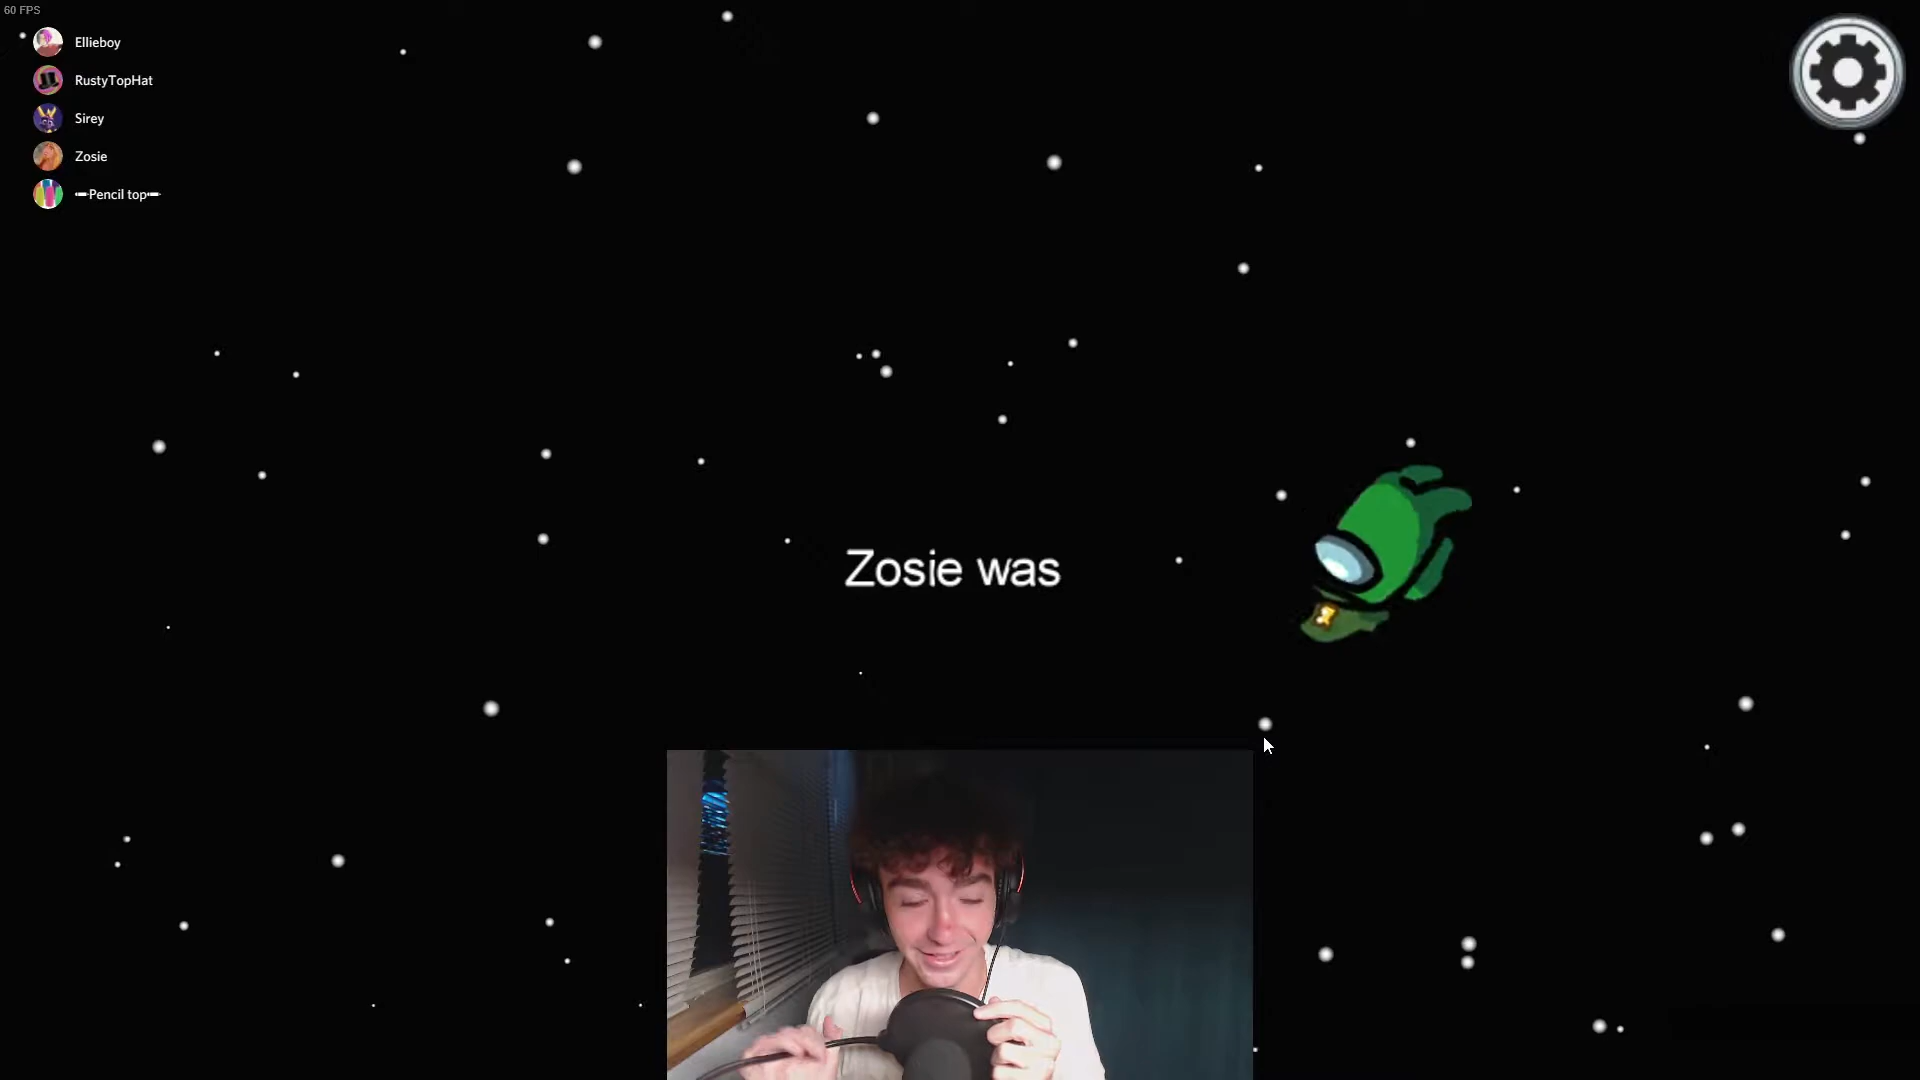 60 FPS
Ellieboy
RustyTopHat
Sirey
Zosie
Pencil top
Zosie was